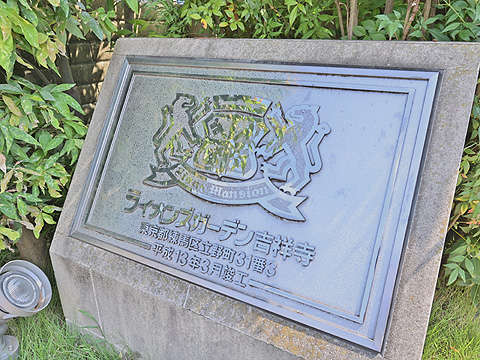 Lions Mansion
ライオンズガーデン吉祥寺
東京都練馬区立野町31番3
平成13年3月竣工